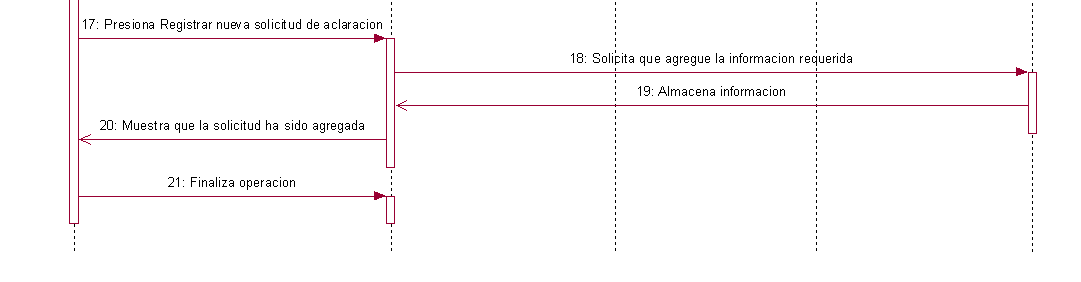 17: Presiona Registrar nueva solicitud de aclaracion
18: Solicita que agregue la informacion requerida
19: Almacena informacion
20: Muestra que la solicitud ha sido agregada
21: Finaliza operacion